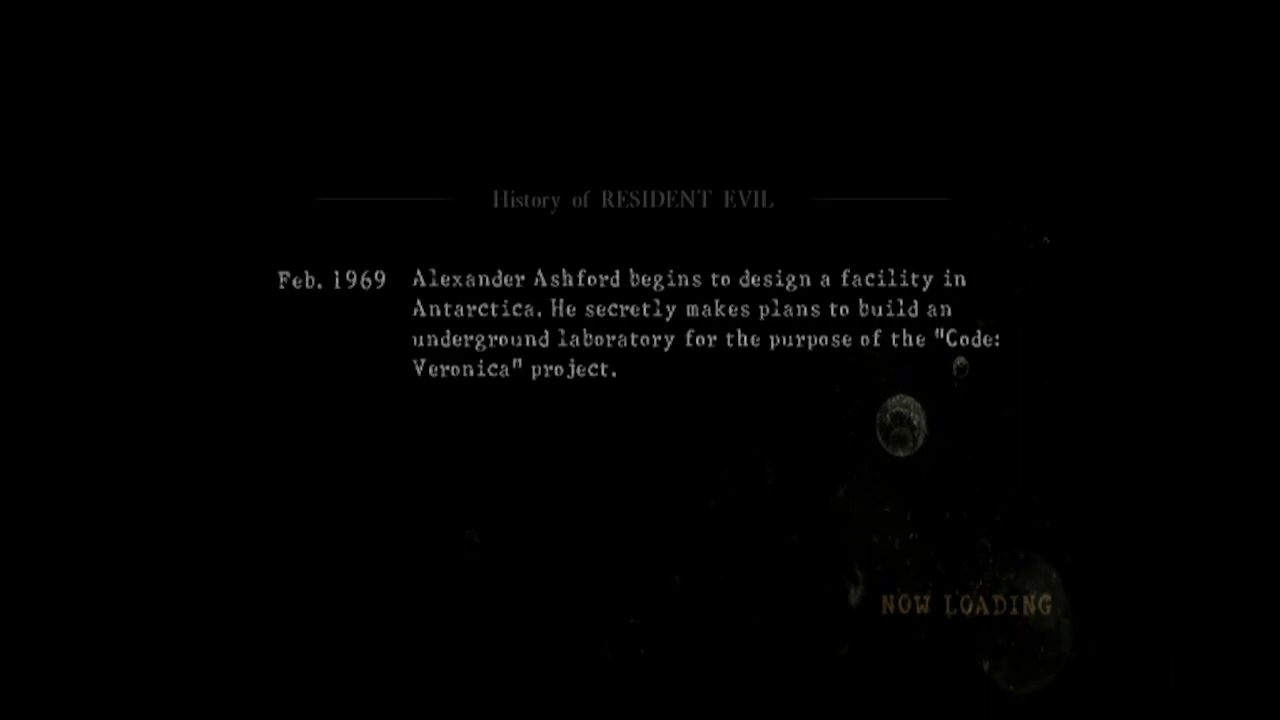 History of RESIDENT EVIL
Feb. 1969 Alexander Ashford begins to design a facility in
Antarctica. He secretly makes plans to build an
underground laboratory for the purpose of the "Code:
Veronica" project.
NOW LOADING